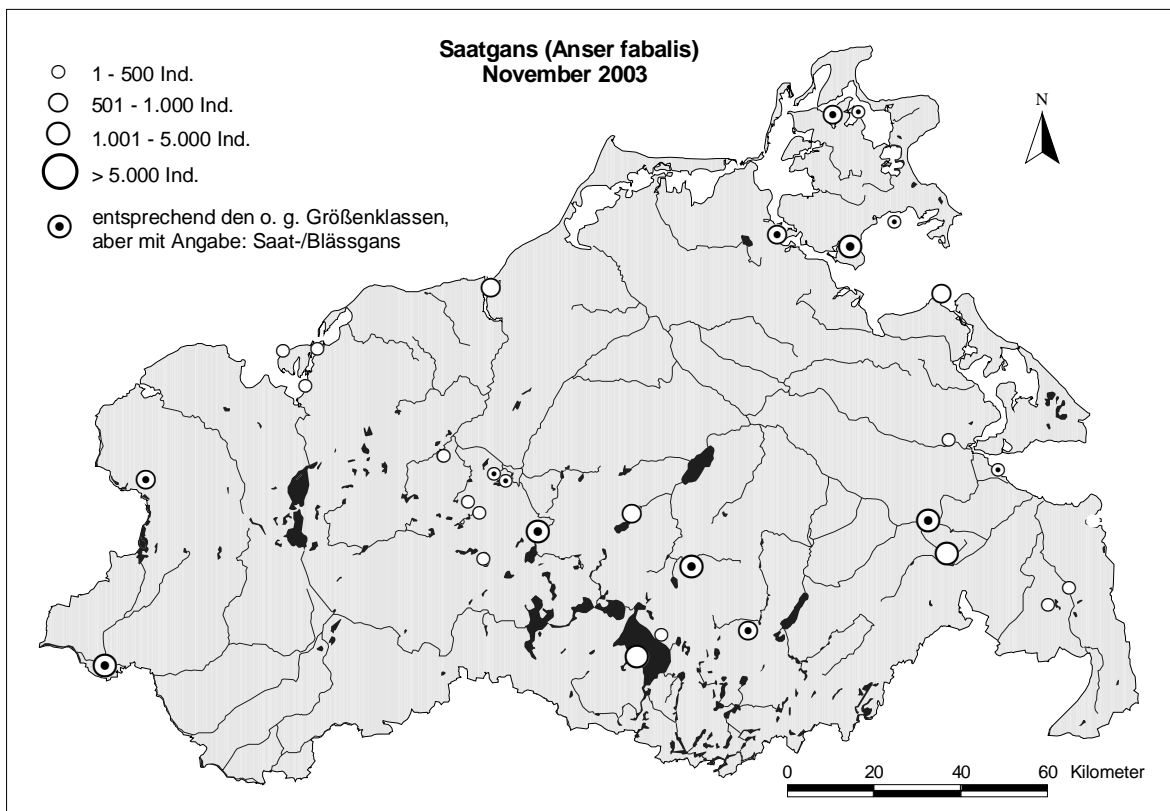 Saatgans (Anser fabalis)
November 2003
1 - 500 Ind.
501 - 1.000 Ind.
1.001 - 5.000 Ind.
> 5.000 Ind.
entsprechend den o. g. Größenklassen,
aber mit Angabe: Saat-/Blässgans
N
0 20 40 60 Kilometer